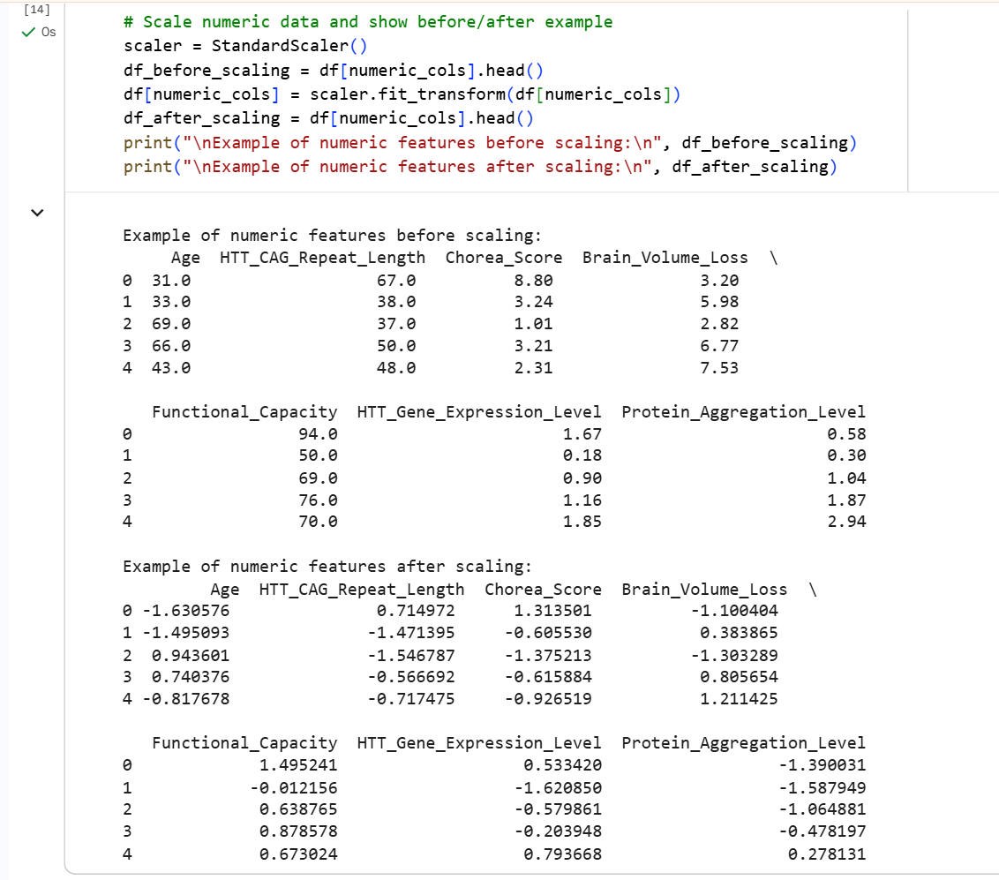 [14]
0s
# Scale numeric data and show before/after example
scaler = StandardScaler()
df_before_scaling = df[numeric_cols].head()
df[numeric_cols] = scaler.fit_transform(df[numeric_cols])
df_after_scaling = df[numeric_cols].head()
print("\nExample of numeric features before scaling:\n", df_before_scaling)
print("\nExample of numeric features after scaling:\n", df_after_scaling)
Example of numeric features before scaling:
Age HTT_CAG_Repeat_Length Chorea_Score Brain_Volume_Loss \
0 31.0 67.0 8.80 3.20
1 33.0 38.0 3.24 5.98
2 69.0 37.0 1.01 2.82
3 66.0 50.0 3.21 6.77
4 43.0 48.0 2.31 7.53
Functional_Capacity HTT_Gene_Expression_Level Protein_Aggregation_Level
0 94.0 1.67 0.58
1 50.0 0.18 0.30
2 69.0 0.90 1.04
3 76.0 1.16 1.87
4 70.0 1.85 2.94
Example of numeric features after scaling:
Age HTT_CAG_Repeat_Length Chorea_Score Brain_Volume_Loss \
0 -1.630576 0.714972 1.313501 -1.100404
1 -1.495093 -1.471395 -0.605530 0.383865
2 0.943601 -1.546787 -1.375213 -1.303289
3 0.740376 -0.566692 -0.615884 0.805654
4 -0.817678 -0.717475 -0.926519 1.211425
Functional_Capacity HTT_Gene_Expression_Level Protein_Aggregation_Level
0 1.495241 0.533420 -1.390031
1 -0.012156 -1.620850 -1.587949
2 0.638765 -0.579861 -1.064881
3 0.878578 -0.203948 -0.478197
4 0.673024 0.793668 0.278131